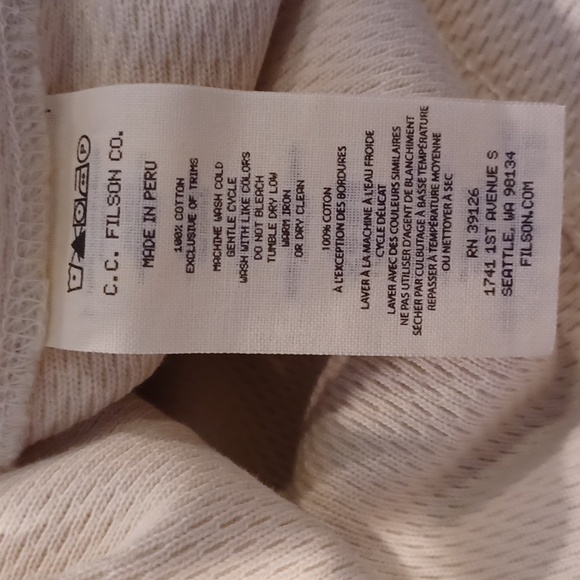 C.C. FILSON CO.
MADE IN PERU
100% COTTON
EXCLUSIVE OF TRIMS
MACHINE WASH COLD
GENTLE CYCLE
WASH WITH LIKE COLORS
DO NOT BLEACH
TUMBLE DRY LOW
WARM IRON
OR DRY CLEAN
100% COTON
À L'EXCEPTION DES BORDURES
LAVER À LA MACHINE À L'EAU FROIDE
CYCLE DÉLICAT
LAVER AVEC DES COULEURS SIMILAIRES
NE PAS UTILISER D'AGENT DE BLANCHIMENT
SÉCHER PAR CULBUTAGE À BASSE TEMPÉRATURE
REPASSER À TEMPÉRATURE MOYENNE
OU NETTOYER À SEC
RN 39126
1741 1ST AVENUE S
SEATTLE, WA 98134
FILSON.COM